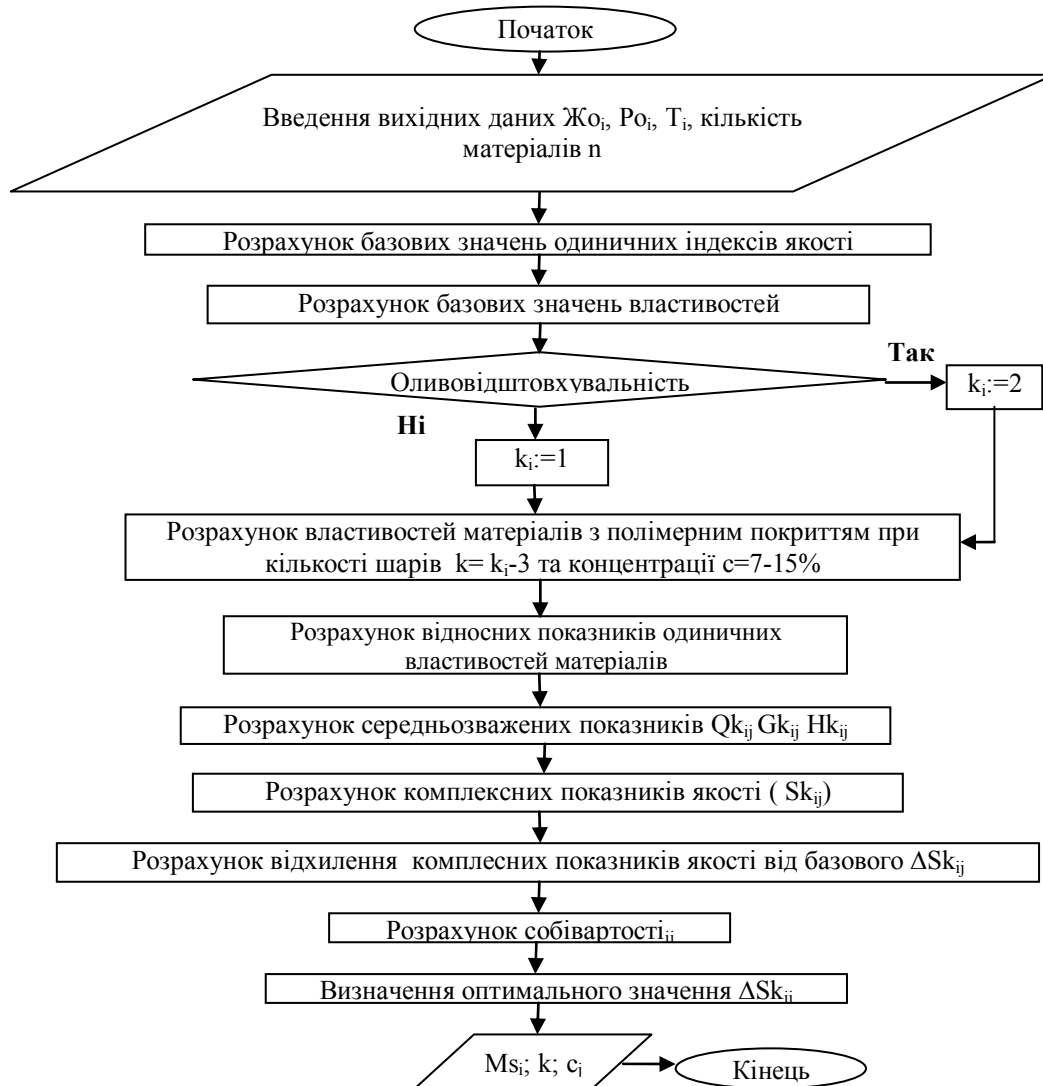 Початок
Введення вихідних даних Жоᵢ, Роᵢ, Тᵢ, кількість
матеріалів n
Розрахунок базових значень одиничних індексів якості
Розрахунок базових значень властивостей
Так
Оливовідштовхувальність
kᵢ:=2
Ні
kᵢ:=1
Розрахунок властивостей матеріалів з полімерним покриттям при
кількості шарів k= kᵢ-3 та концентрації c=7-15%
Розрахунок відносних показників одиничних
властивостей матеріалів
Розрахунок середньозважених показників Qkᵢⱼ Gkᵢⱼ Hkᵢⱼ
Розрахунок комплексних показників якості ( Skᵢⱼ)
Розрахунок відхилення комплесних показників якості від базового ΔSkᵢⱼ
Розрахунок собівартостіᵢⱼ
Визначення оптимального значення ΔSkᵢⱼ
Msᵢ; k; cⱼ
Кінець